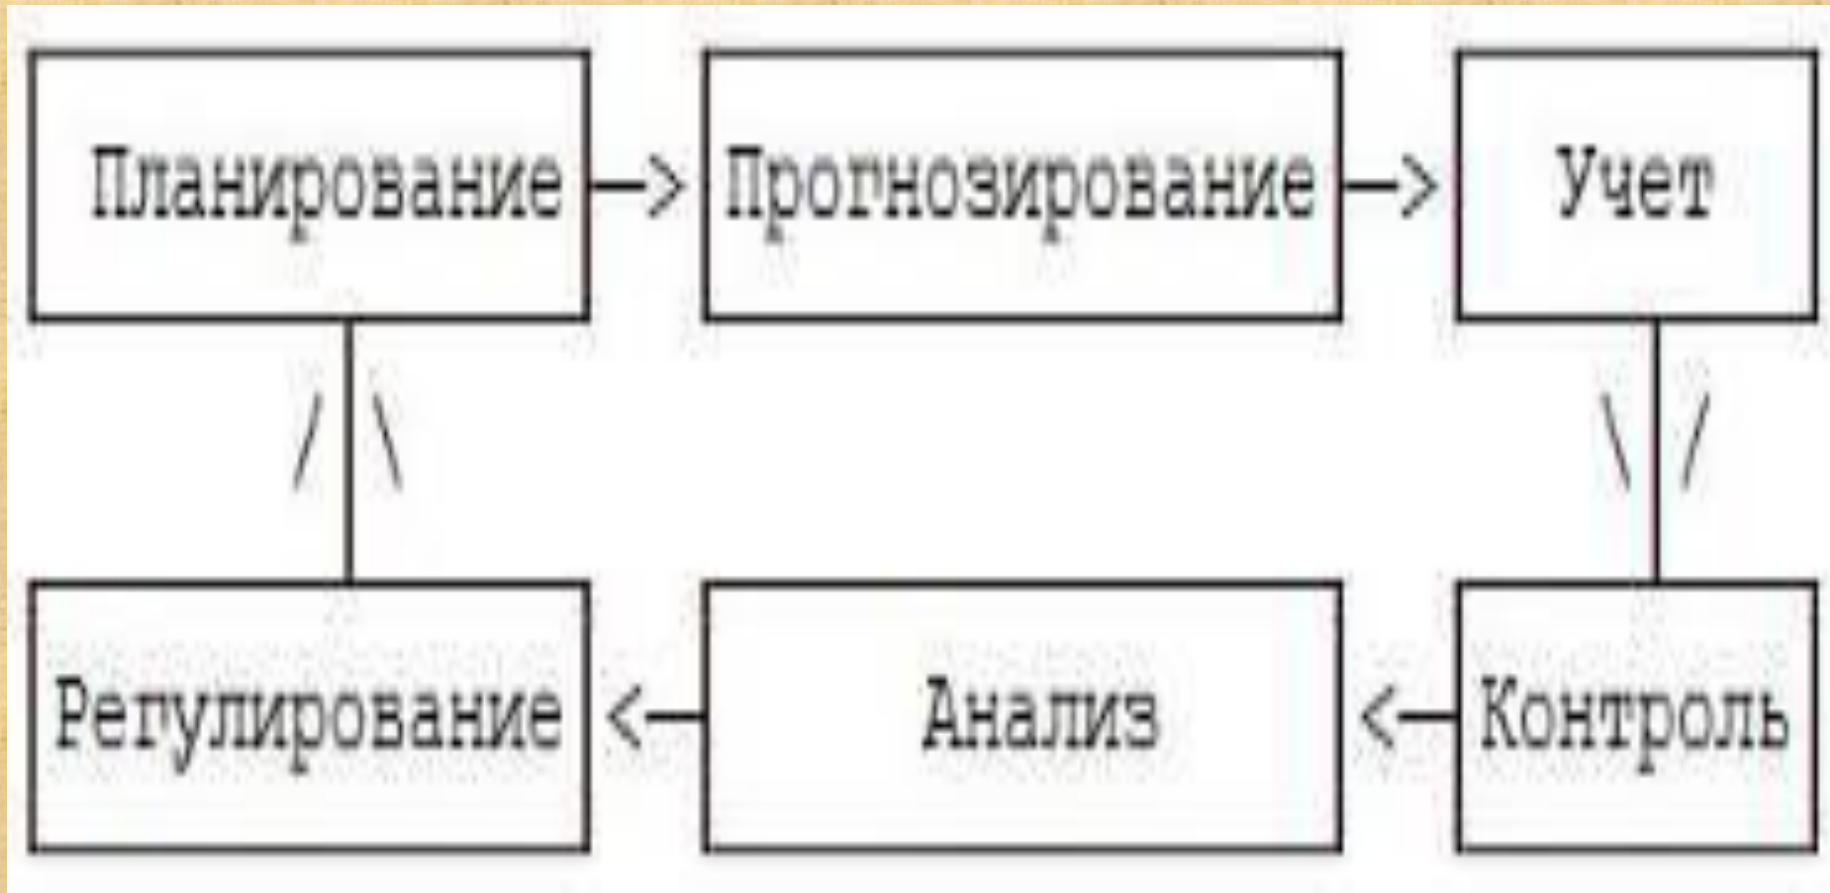 Планирование
Прогнозирование
Учет
Регулирование
Анализ
Контроль